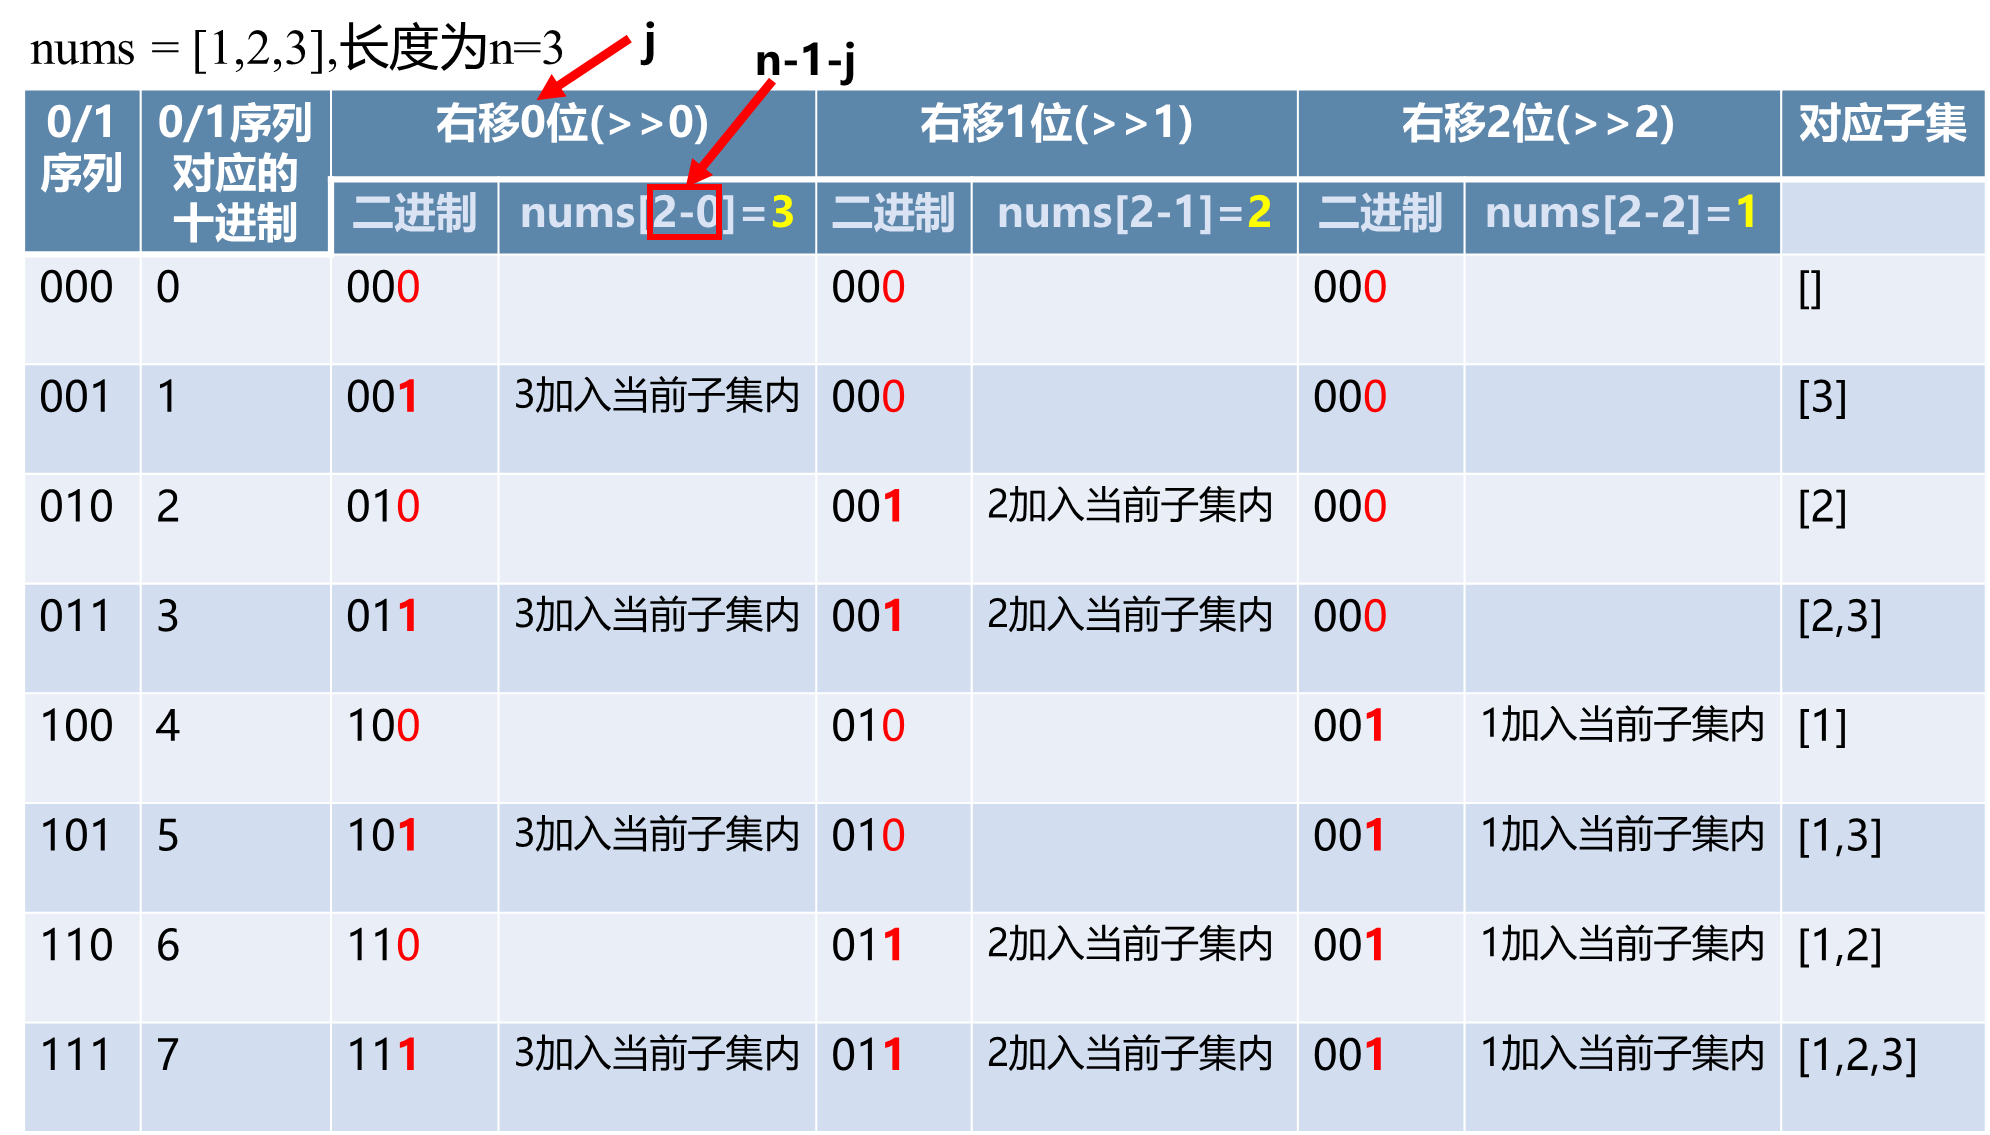 nums = [1,2,3],长度为n=3
j
n-1-j
0/1序列 0/1序列对应的十进制 右移0位(>>0) 右移1位(>>1) 右移2位(>>2) 对应子集
二进制 nums[2-0]=3 二进制 nums[2-1]=2 二进制 nums[2-2]=1
000 0 000 000 000 []
001 1 001 3加入当前子集内 000 000 [3]
010 2 010 001 2加入当前子集内 000 [2]
011 3 011 3加入当前子集内 001 2加入当前子集内 000 [2,3]
100 4 100 010 001 1加入当前子集内 [1]
101 5 101 3加入当前子集内 010 001 1加入当前子集内 [1,3]
110 6 110 011 2加入当前子集内 001 1加入当前子集内 [1,2]
111 7 111 3加入当前子集内 011 2加入当前子集内 001 1加入当前子集内 [1,2,3]